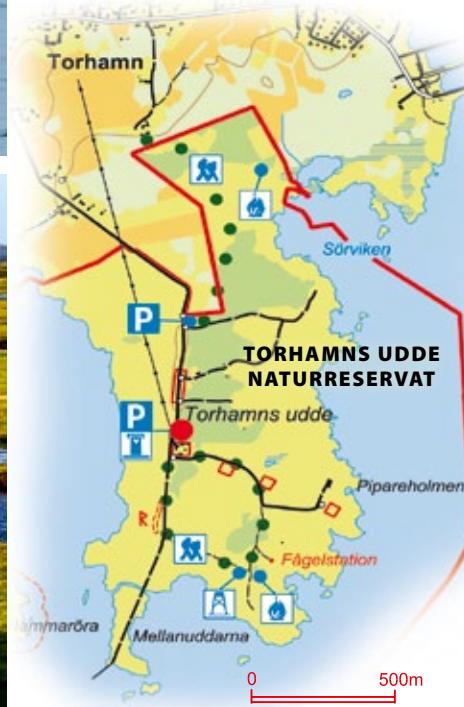 Torhamn
Sörviken
P
TORHAMNS UDDE
NATURRESERVAT
P
Torhamns udde
Pipareholmen
R
Fågelstation
Mellanuddarna
0 500m